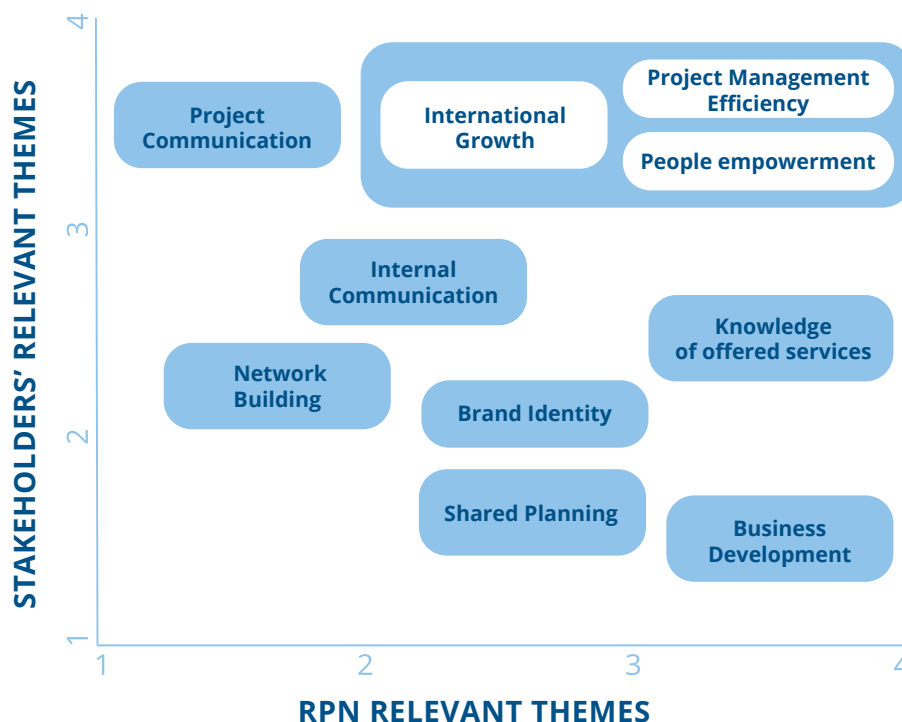 4
Project
Communication
International
Growth
Project Management
Efficiency
People empowerment
3
Internal
Communication
Knowledge
of offered services
Network
Building
Brand Identity
2
Shared Planning
Business
Development
1
STAKEHOLDERS’ RELEVANT THEMES
1 2 3 4
RPN RELEVANT THEMES